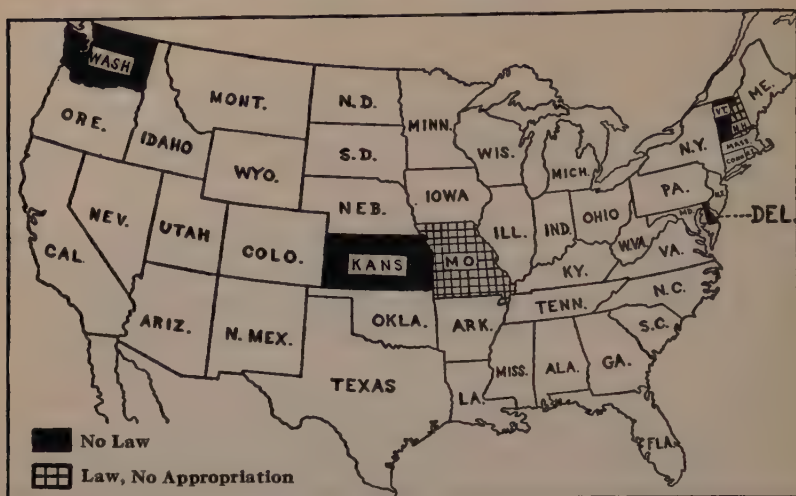 WASH
MONT.
N.D.
MINN.
ME.
VT.
N.H.
ORE.
IDAHO
S.D.
WIS.
MICH.
N.Y.
MASS.
CONN.
R.I.
WYO.
IOWA
PA.
N.J.
NEV.
UTAH
NEB.
ILL.
IND.
OHIO
MD.
DEL.
CAL.
COLO.
KANS
MO
W.VA.
VA.
KY.
ARIZ.
N. MEX.
OKLA.
ARK.
TENN.
N.C.
S.C.
TEXAS
LA.
MISS.
ALA.
GA.
FLA.
No Law
Law, No Appropriation